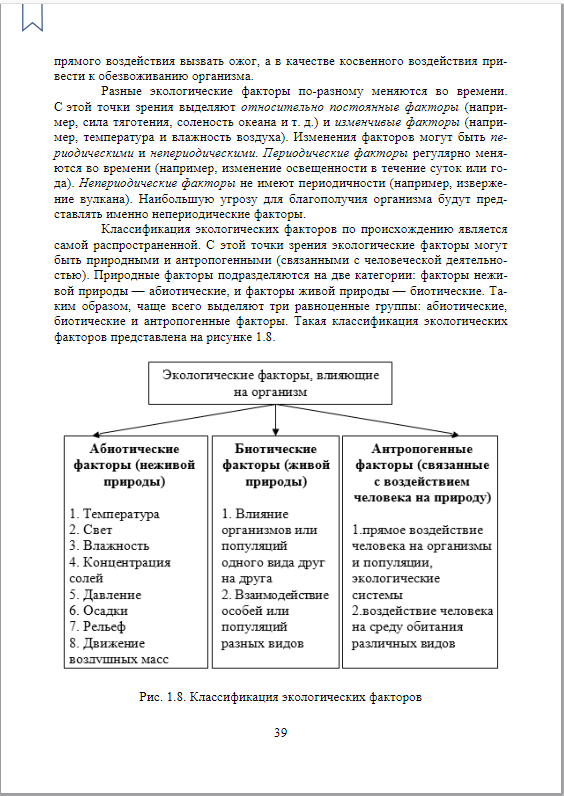 прямого воздействия вызвать ожог, а в качестве косвенного воздействия при-
вести к обезвоживанию организма.
Разные экологические факторы по-разному меняются во времени.
С этой точки зрения выделяют относительно постоянные факторы (напри-
мер, сила тяготения, соленость океана и т. д.) и изменчивые факторы (напри-
мер, температура и влажность воздуха). Изменения факторов могут быть пе-
риодическими и непериодическими. Периодические факторы регулярно меня-
ются во времени (например, изменение освещенности в течение суток или го-
да). Непериодические факторы не имеют периодичности (например, изверже-
ние вулкана). Наибольшую угрозу для благополучия организма будут пред-
ставлять именно непериодические факторы.
Классификация экологических факторов по происхождению является
самой распространенной. С этой точки зрения экологические факторы могут
быть природными и антропогенными (связанными с человеческой деятельно-
стью). Природные факторы подразделяются на две категории: факторы нежи-
вой природы — абиотические, и факторы живой природы — биотические. Та-
ким образом, чаще всего выделяют три равноценные группы: абиотические,
биотические и антропогенные факторы. Такая классификация экологических
факторов представлена на рисунке 1.8.
Экологические факторы, влияющие
на организм
Абиотические
факторы (неживой
природы)
1. Температура
2. Свет
3. Влажность
4. Концентрация
солей
5. Давление
6. Осадки
7. Рельеф
8. Движение
воздушных масс
Биотические
факторы (живой
природы)
1. Влияние
организмов или
популяций
одного вида друг
на друга
2. Взаимодействие
особей или
популяций
разных видов
Антропогенные
факторы (связанные
с воздействием
человека на природу)
1.прямое воздействие
человека на организмы
и популяции,
экологические
системы
2.воздействие человека
на среду обитания
различных видов
Рис. 1.8. Классификация экологических факторов
39